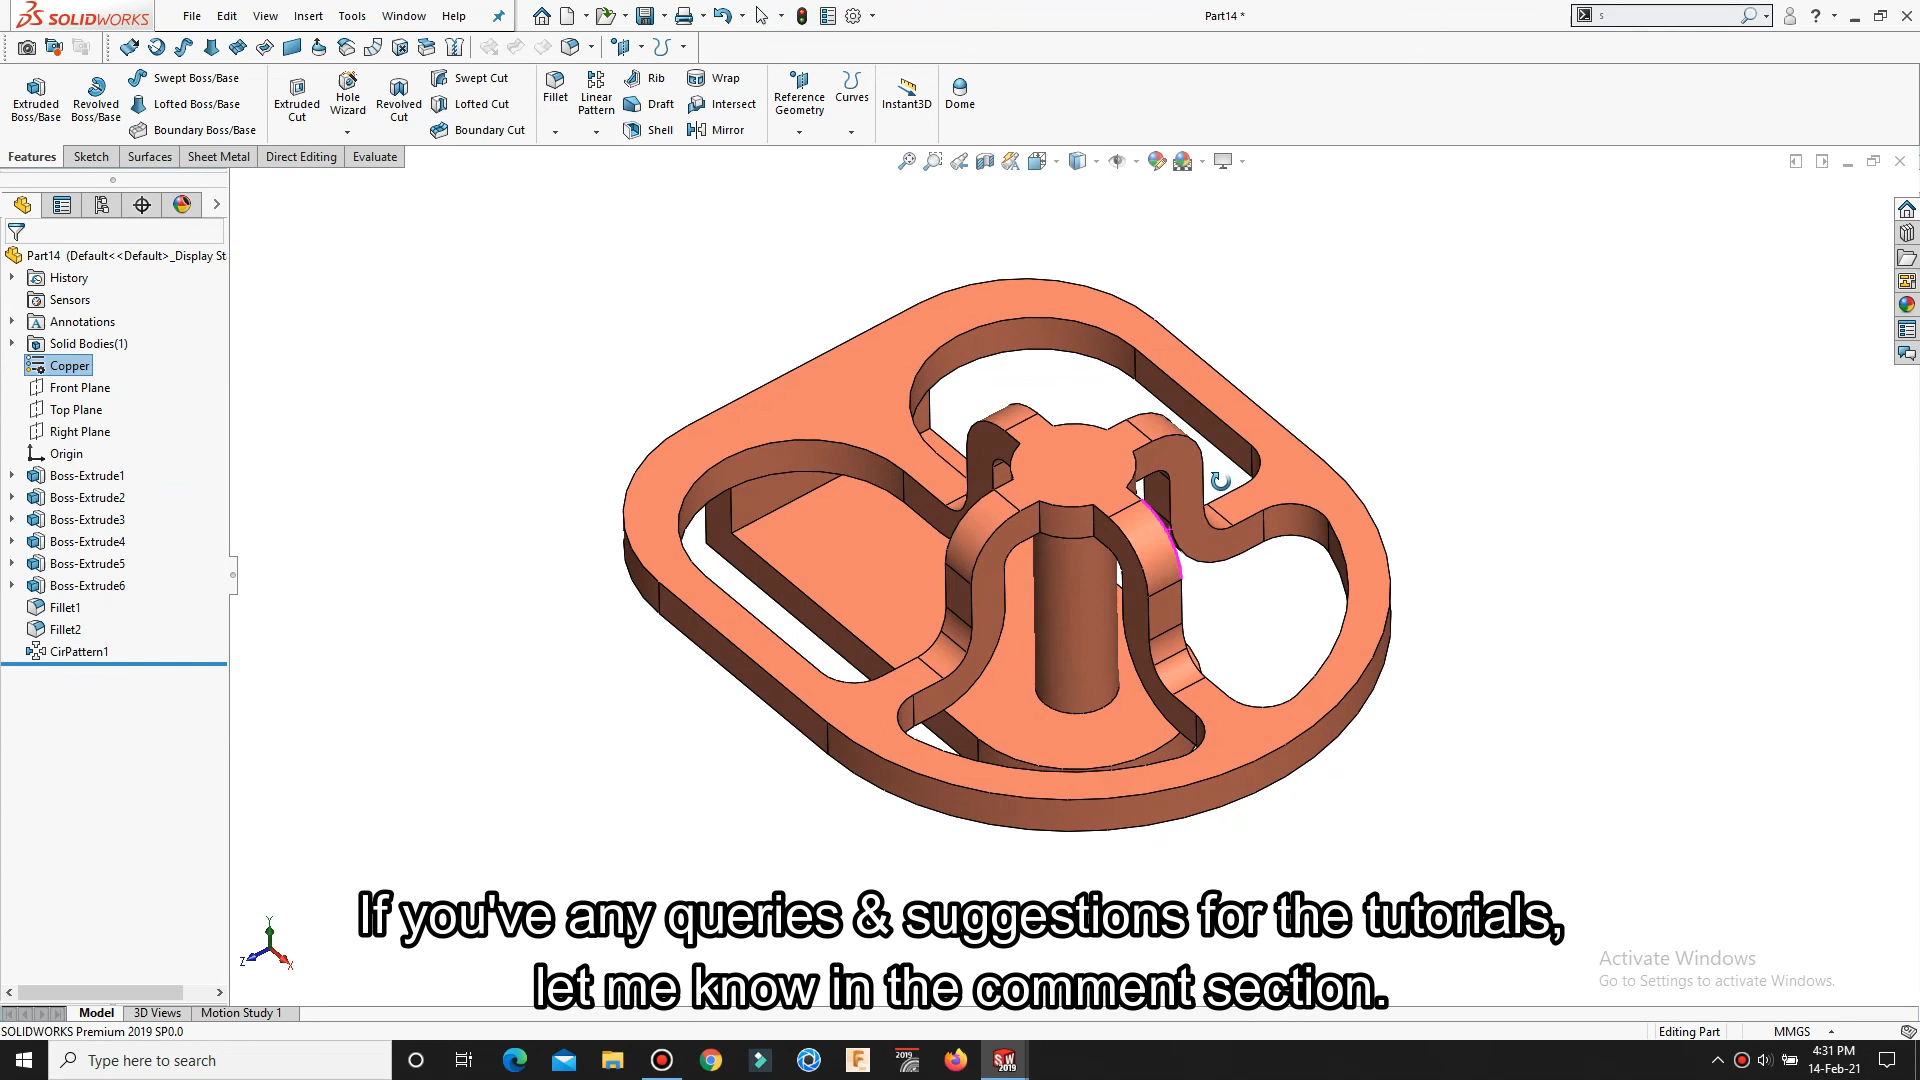 SOLIDWORKS
File Edit View Insert Tools Window Help
Part14 *
s
Extruded Boss/Base
Revolved Boss/Base
Swept Boss/Base
Lofted Boss/Base
Boundary Boss/Base
Extruded Cut
Hole Wizard
Revolved Cut
Swept Cut
Lofted Cut
Boundary Cut
Fillet
Linear Pattern
Rib
Draft
Shell
Wrap
Intersect
Mirror
Reference Geometry
Curves
Instant3D
Dome
Features Sketch Surfaces Sheet Metal Direct Editing Evaluate
Part14 (Default<<Default>_Display St
History
Sensors
Annotations
Solid Bodies(1)
Copper
Front Plane
Top Plane
Right Plane
Origin
Boss-Extrude1
Boss-Extrude2
Boss-Extrude3
Boss-Extrude4
Boss-Extrude5
Boss-Extrude6
Fillet1
Fillet2
CirPattern1
Y
Z
X
If you've any queries & suggestions for the tutorials,
let me know in the comment section.
Activate Windows
Go to Settings to activate Windows.
Model 3D Views Motion Study 1
SOLIDWORKS Premium 2019 SP0.0
Editing Part MMGS
Type here to search
2019
SW
2019
4:31 PM
14-Feb-21